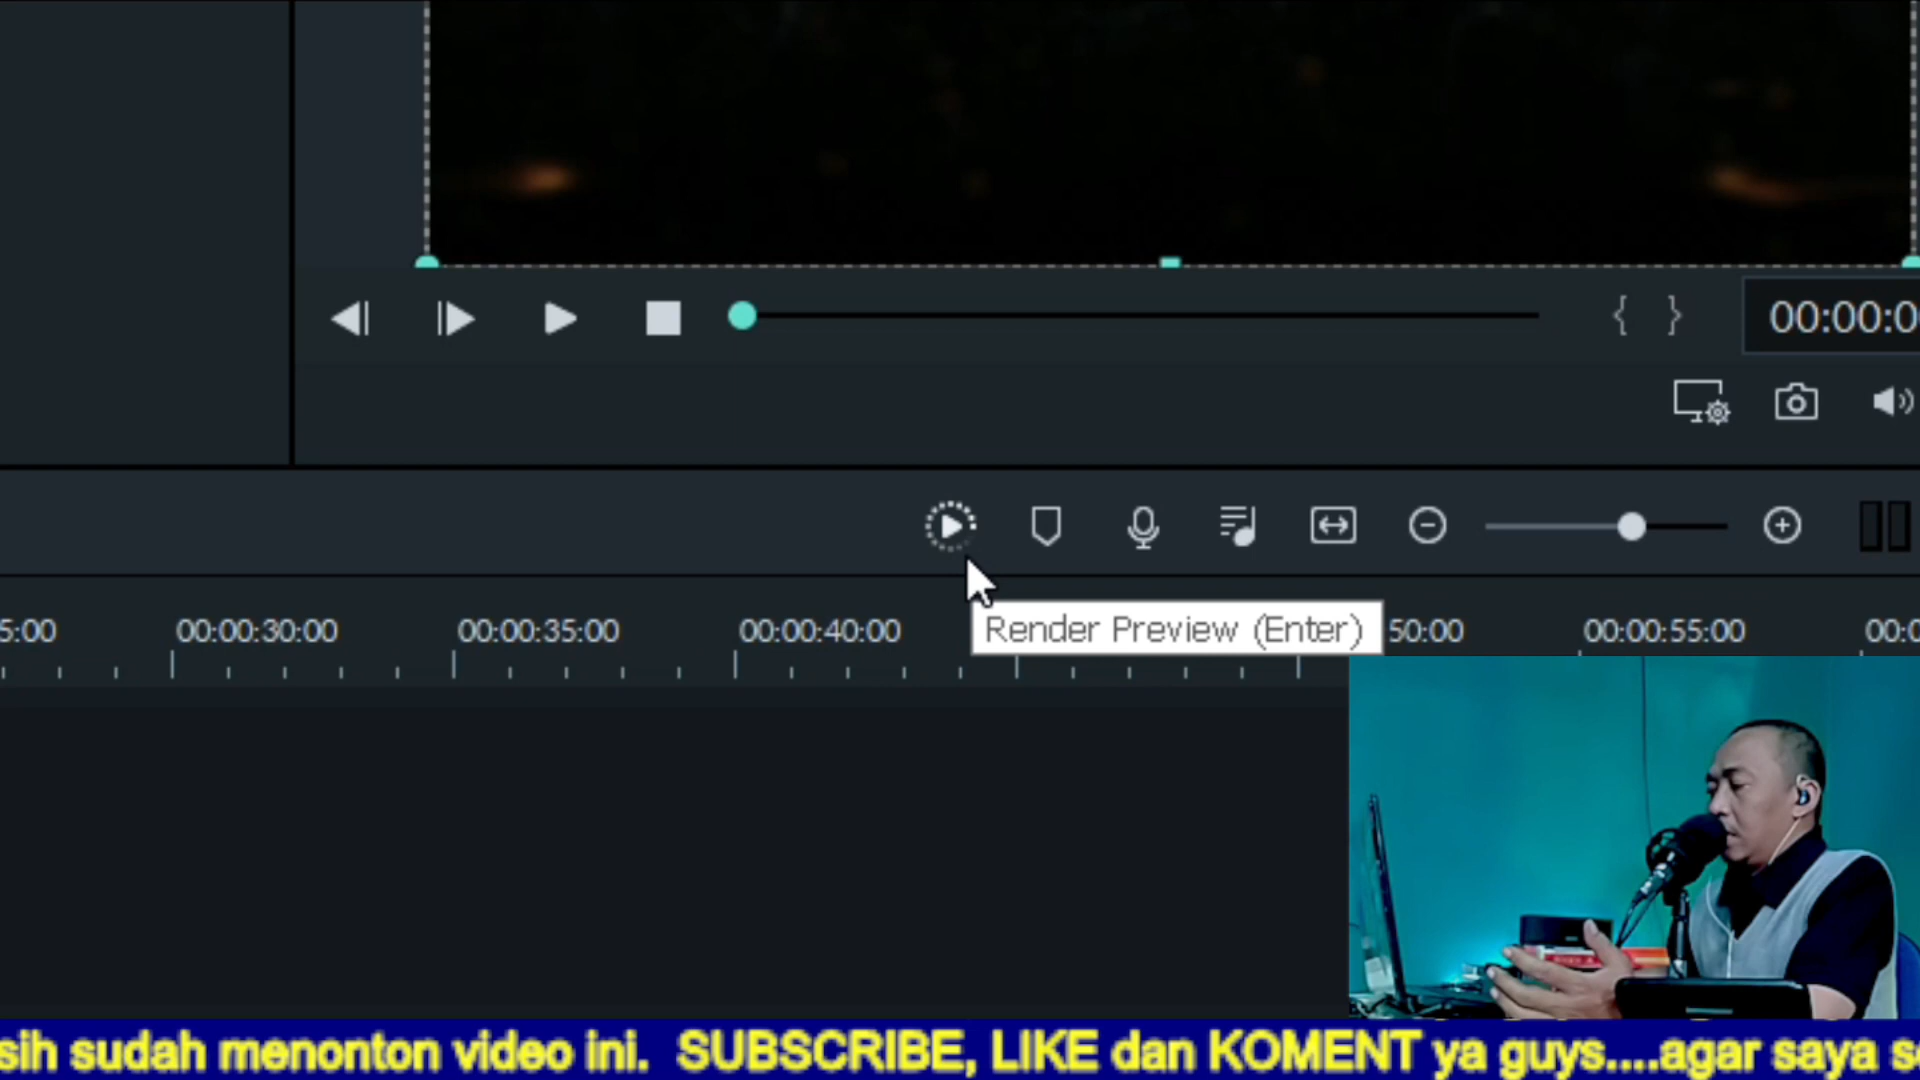 00:00:0
5:00 00:00:30:00 00:00:35:00 00:00:40:00 50:00 00:00:55:00 00:0
Render Preview (Enter)
sih sudah menonton video ini. SUBSCRIBE, LIKE dan KOMENT ya guys....agar saya s